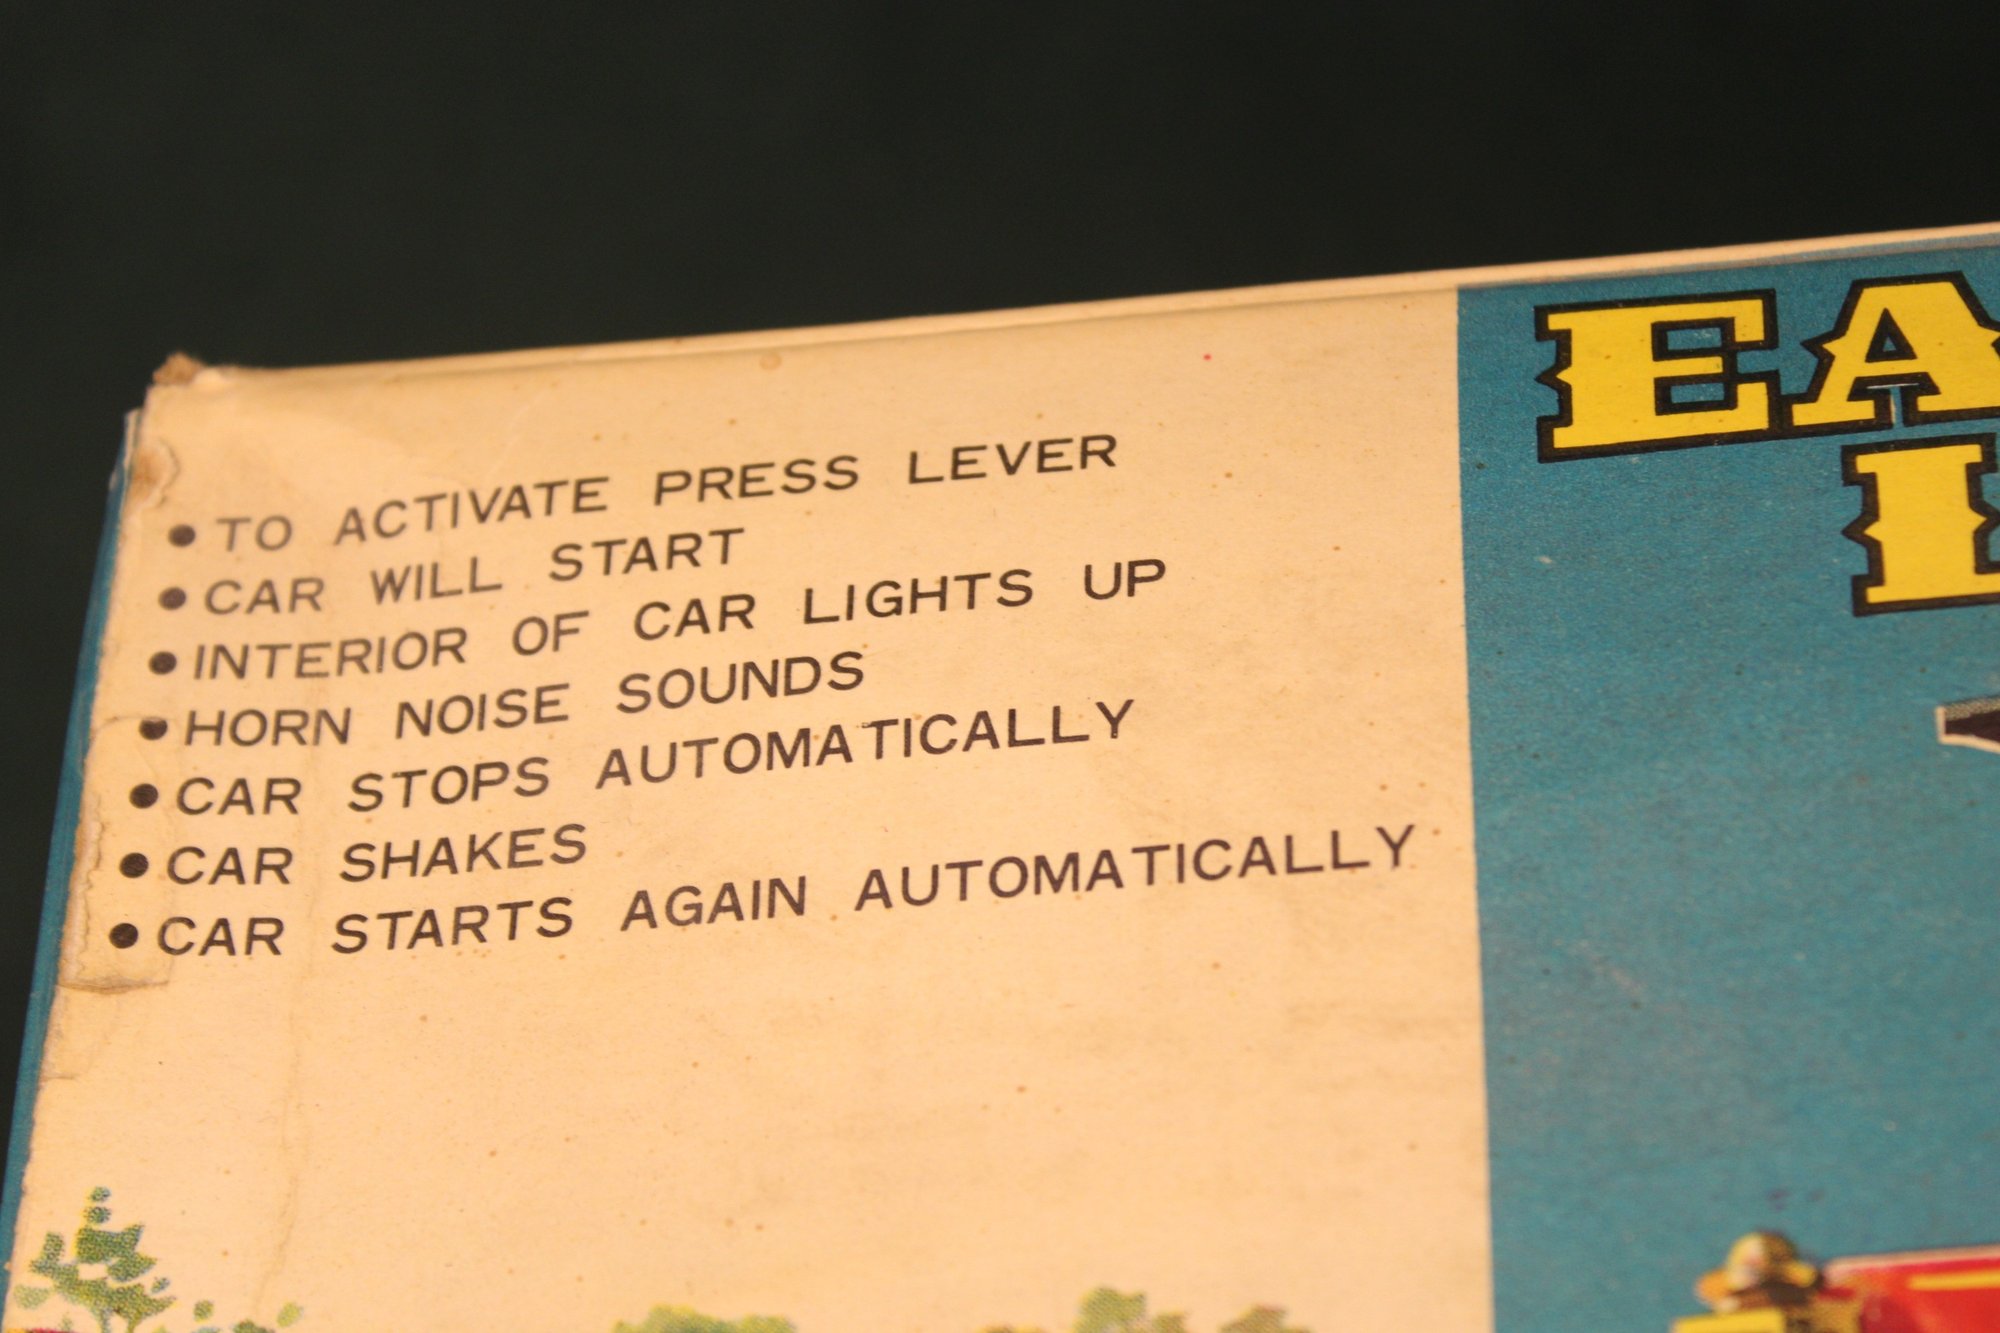 • TO ACTIVATE PRESS LEVER
• CAR WILL START
• INTERIOR OF CAR LIGHTS UP
• HORN NOISE SOUNDS
• CAR STOPS AUTOMATICALLY
• CAR SHAKES
• CAR STARTS AGAIN AUTOMATICALLY